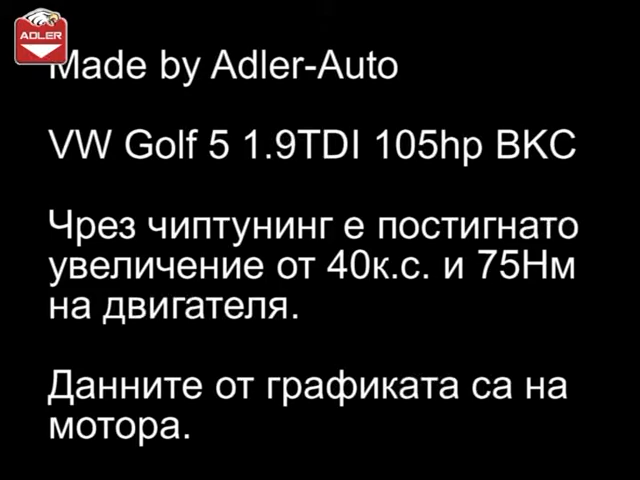 ADLER
Made by Adler-Auto
VW Golf 5 1.9TDI 105hp BKC
Чрез чиптунинг е постигнато
увеличение от 40к.с. и 75Нм
на двигателя.
Данните от графиката са на
мотора.